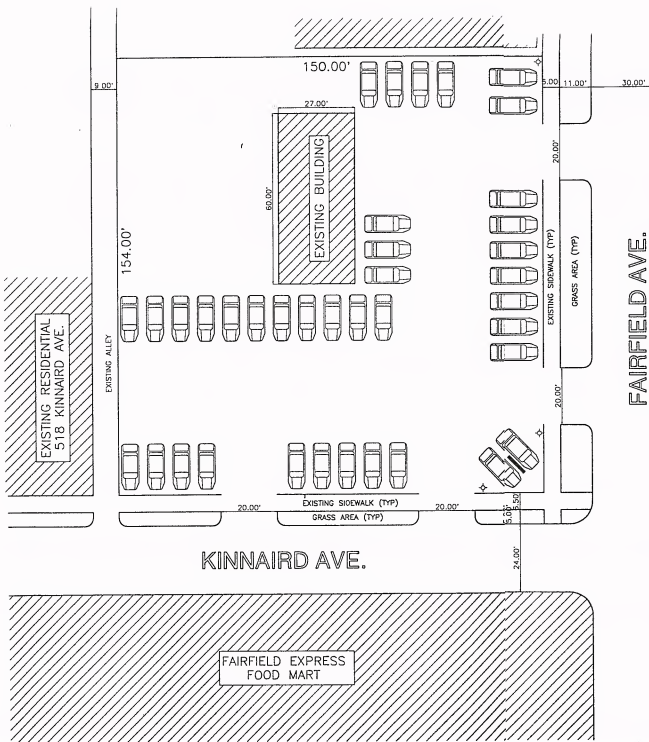 150.00'
9.00'
5.00
11.00'
30.00'
27.00'
20.00'
60.00'
EXISTING BUILDING
154.00'
EXISTING SIDEWALK (TYP)
GRASS AREA (TYP)
FAIRFIELD AVE.
EXISTING RESIDENTIAL
518 KINNAIRD AVE.
EXISTING ALLEY
20.00'
EXISTING SIDEWALK (TYP)
20.00'
20.00'
GRASS AREA (TYP)
5.00'
5.50'
KINNAIRD AVE.
24.00'
FAIRFIELD EXPRESS
FOOD MART